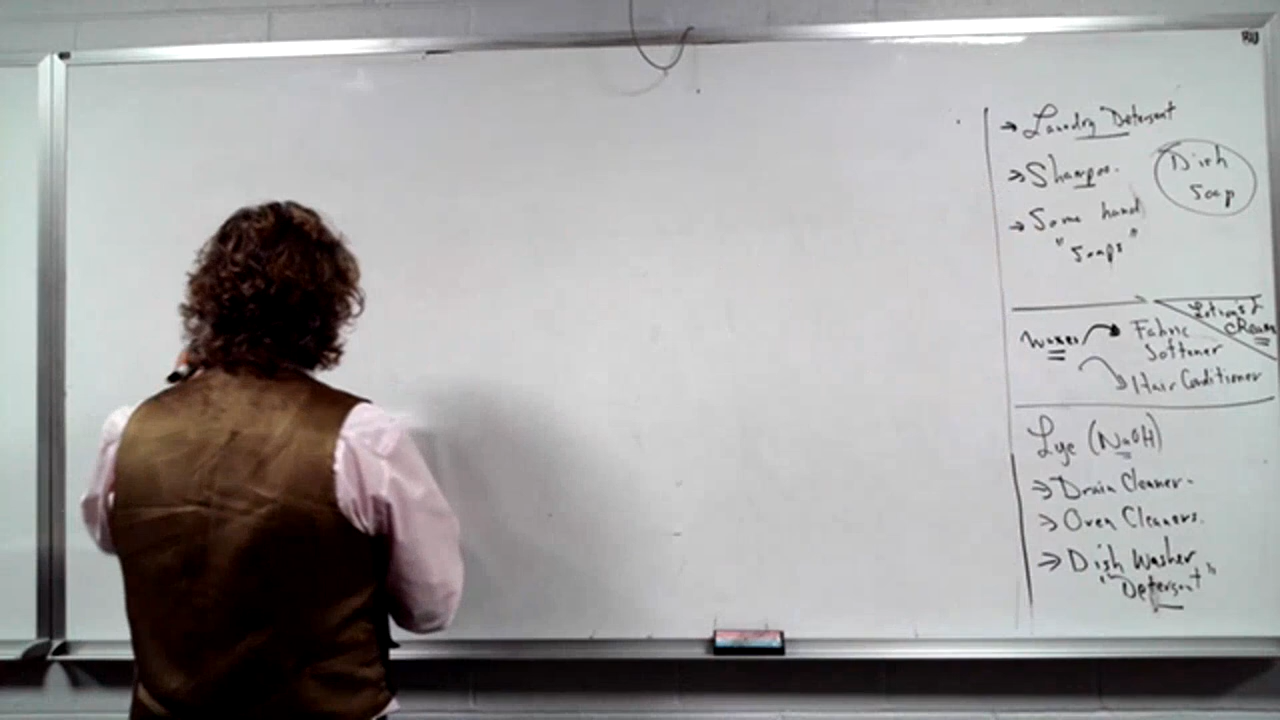 → Laundry Detergent
→ Shampoo.
Dish
Soap
→ Some hand
"Soaps"
Lotions &
CReams
Waxes → Fabric
Softener
→ Hair Conditioner
Lye (NaOH)
→ Drain Cleaner.
→ Oven Cleaners.
→ Dish Washer
"Detergent"